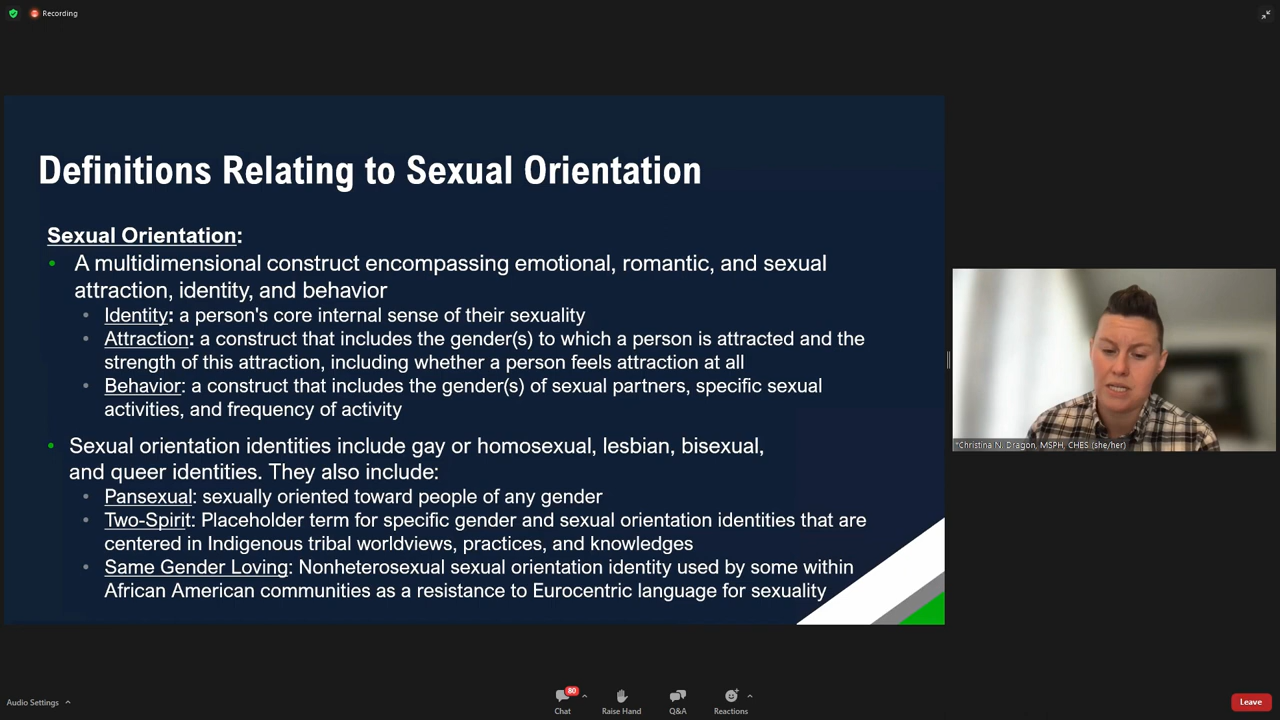 Recording
Definitions Relating to Sexual Orientation
Sexual Orientation:
• A multidimensional construct encompassing emotional, romantic, and sexual
attraction, identity, and behavior
• Identity: a person's core internal sense of their sexuality
• Attraction: a construct that includes the gender(s) to which a person is attracted and the
strength of this attraction, including whether a person feels attraction at all
• Behavior: a construct that includes the gender(s) of sexual partners, specific sexual
activities, and frequency of activity
• Sexual orientation identities include gay or homosexual, lesbian, bisexual,
and queer identities. They also include:
• Pansexual: sexually oriented toward people of any gender
• Two-Spirit: Placeholder term for specific gender and sexual orientation identities that are
centered in Indigenous tribal worldviews, practices, and knowledges
• Same Gender Loving: Nonheterosexual sexual orientation identity used by some within
African American communities as a resistance to Eurocentric language for sexuality
*Christina N. Dragon, MSPH, CHES (she/her)
Audio Settings
80
Chat
Raise Hand
Q&A
Reactions
Leave